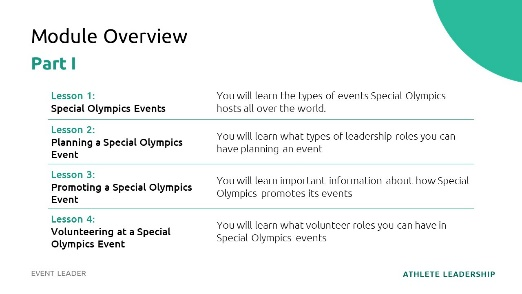 Module Overview
Part I
Lesson 1:
Special Olympics Events
You will learn the types of events Special Olympics
hosts all over the world.
Lesson 2:
Planning a Special Olympics
Event
You will learn what types of leadership roles you can
have planning an event
Lesson 3:
Promoting a Special Olympics
Event
You will learn important information about how Special
Olympics promotes its events
Lesson 4:
Volunteering at a Special
Olympics Event
You will learn what volunteer roles you can have in
Special Olympics events
EVENT LEADER
ATHLETE LEADERSHIP